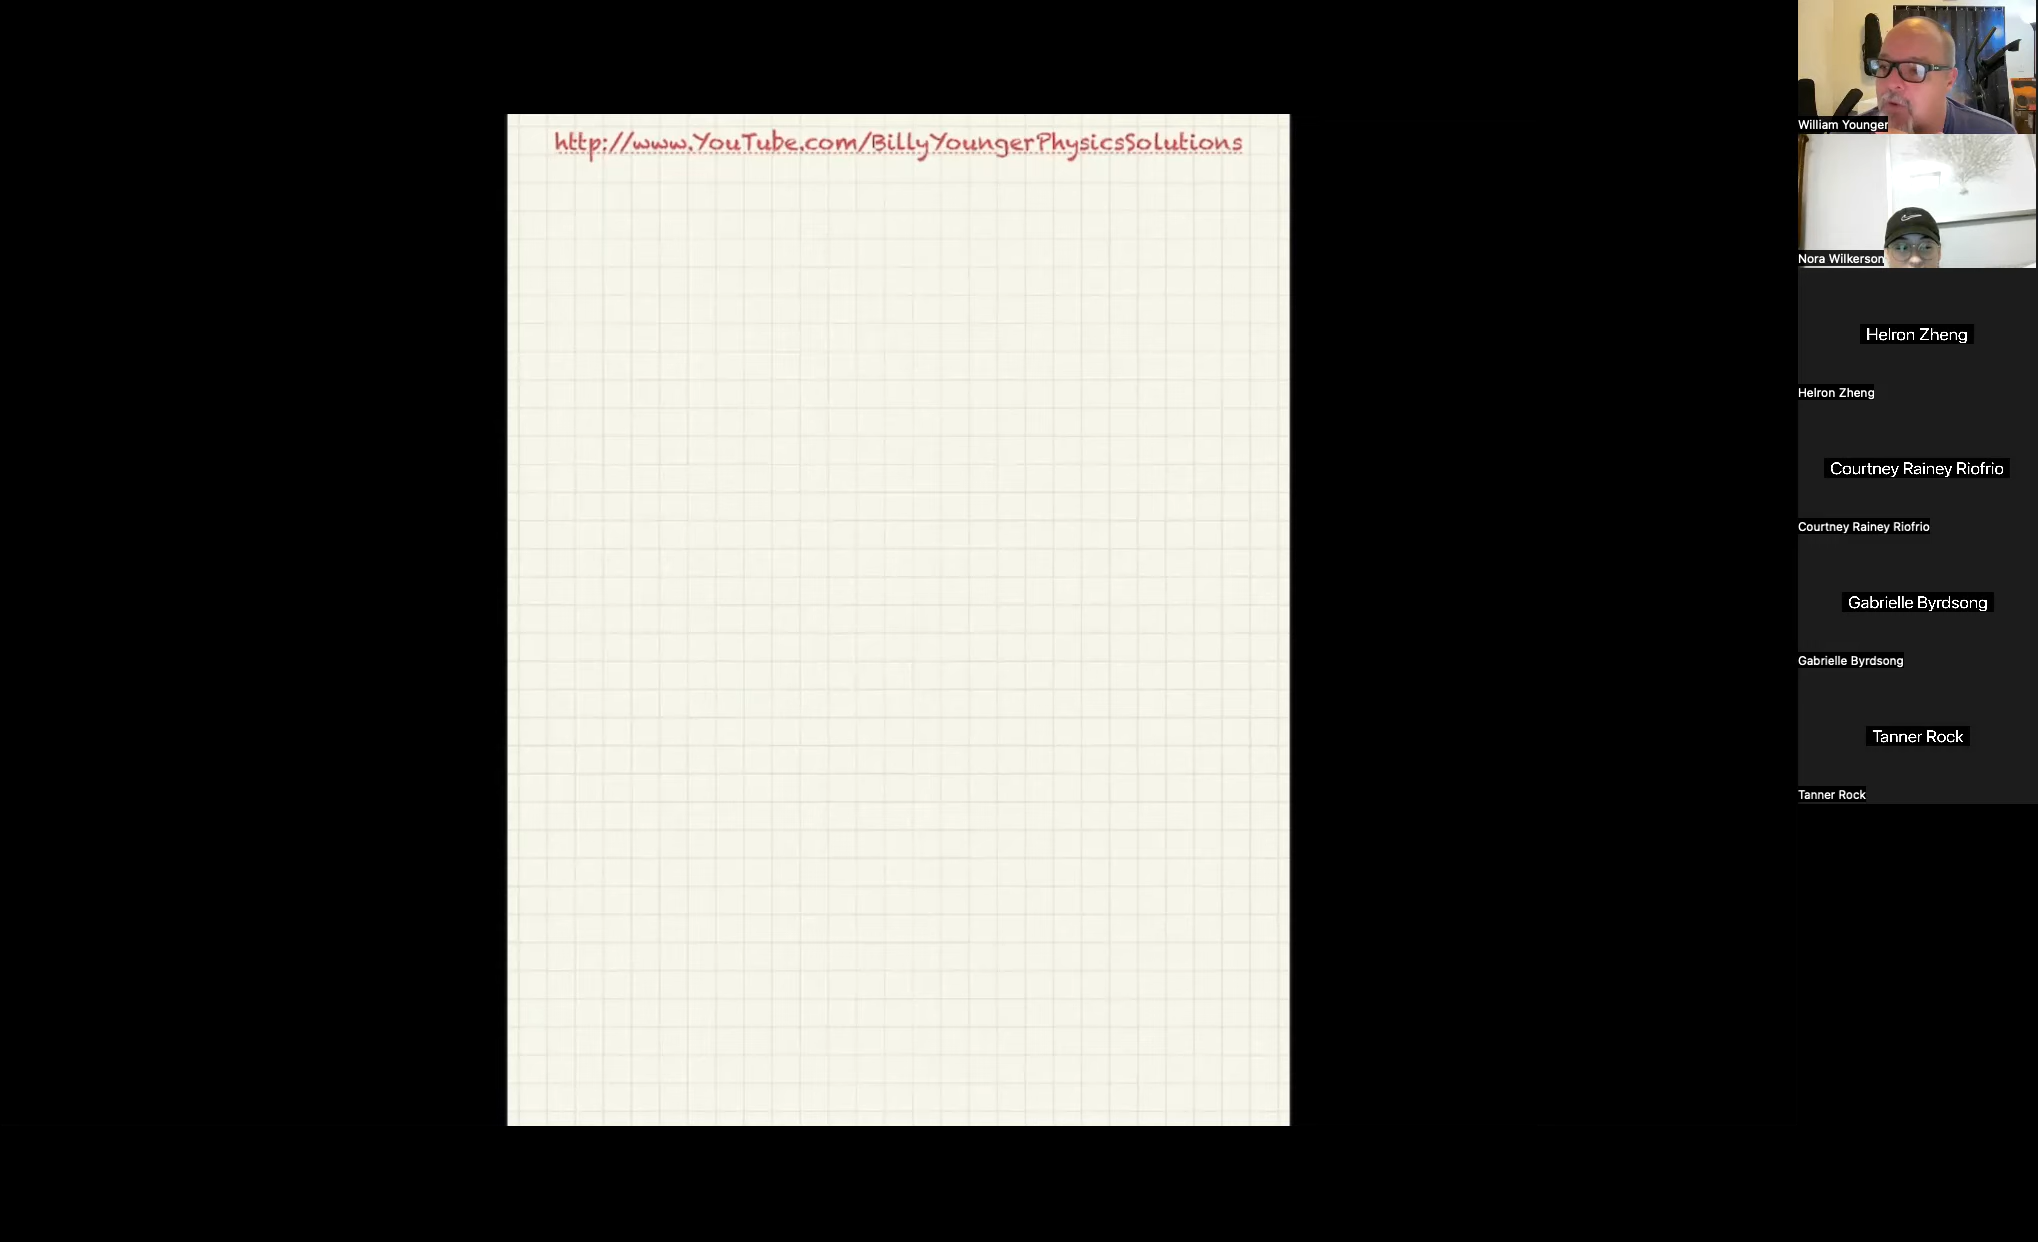 http://www.YouTube.com/BillyYoungerPhysicsSolutions
William Younger
Nora Wilkerson
Helron Zheng
Helron Zheng
Courtney Rainey Riofrio
Courtney Rainey Riofrio
Gabrielle Byrdsong
Gabrielle Byrdsong
Tanner Rock
Tanner Rock